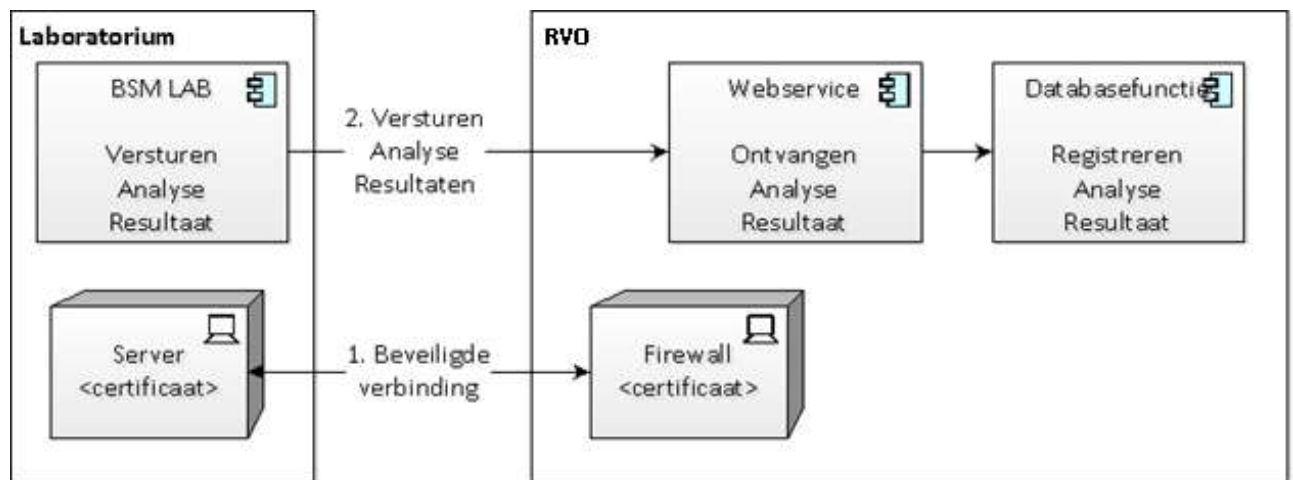 Laboratorium
BSM LAB
Versturen
Analyse
Resultaat
2. Versturen
Analyse
Resultaten
RVO
Webservice
Ontvangen
Analyse
Resultaat
Databasefunctie
Registreren
Analyse
Resultaat
Server
<certificaat>
1. Beveiligde
verbinding
Firewall
<certificaat>